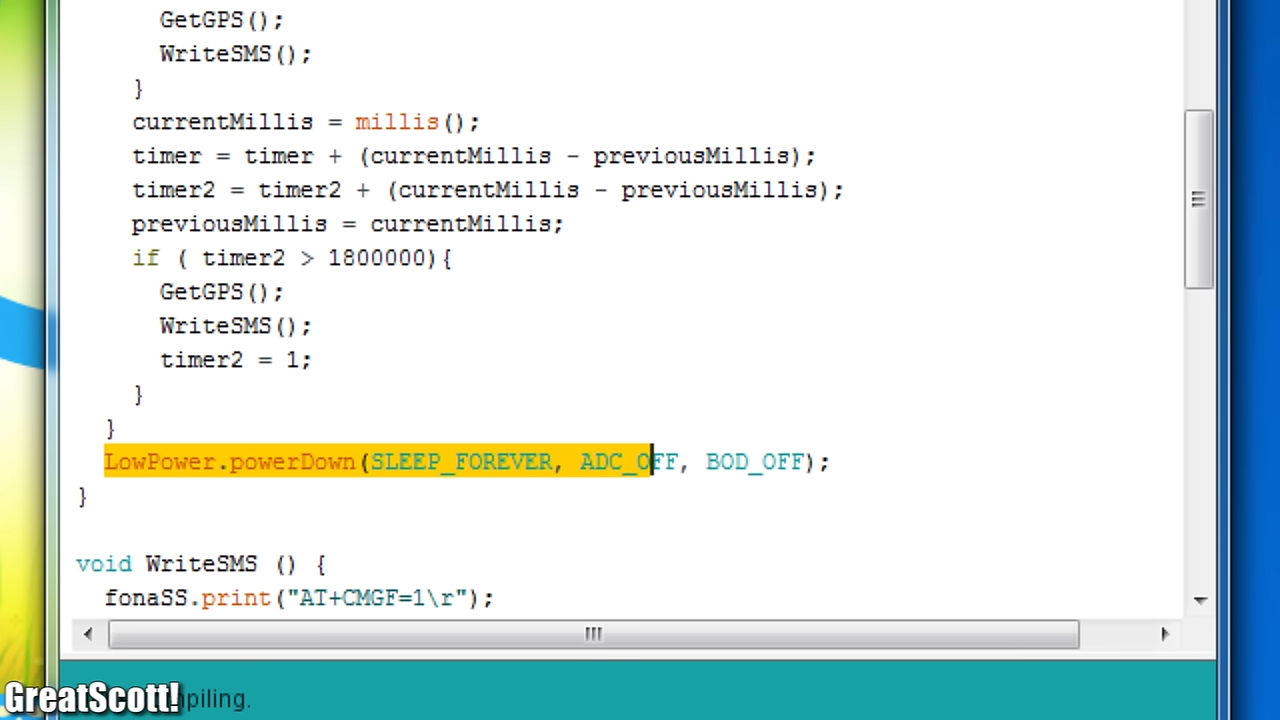 GetGPS();
WriteSMS();
}
currentMillis = millis();
timer = timer + (currentMillis - previousMillis);
timer2 = timer2 + (currentMillis - previousMillis);
previousMillis = currentMillis;
if ( timer2 > 1800000){
GetGPS();
WriteSMS();
timer2 = 1;
}
}
LowPower.powerDown(SLEEP_FOREVER, ADC_OFF, BOD_OFF);
}
void WriteSMS () {
fonaSS.print("AT+CMGF=1\r");
GreatScott!